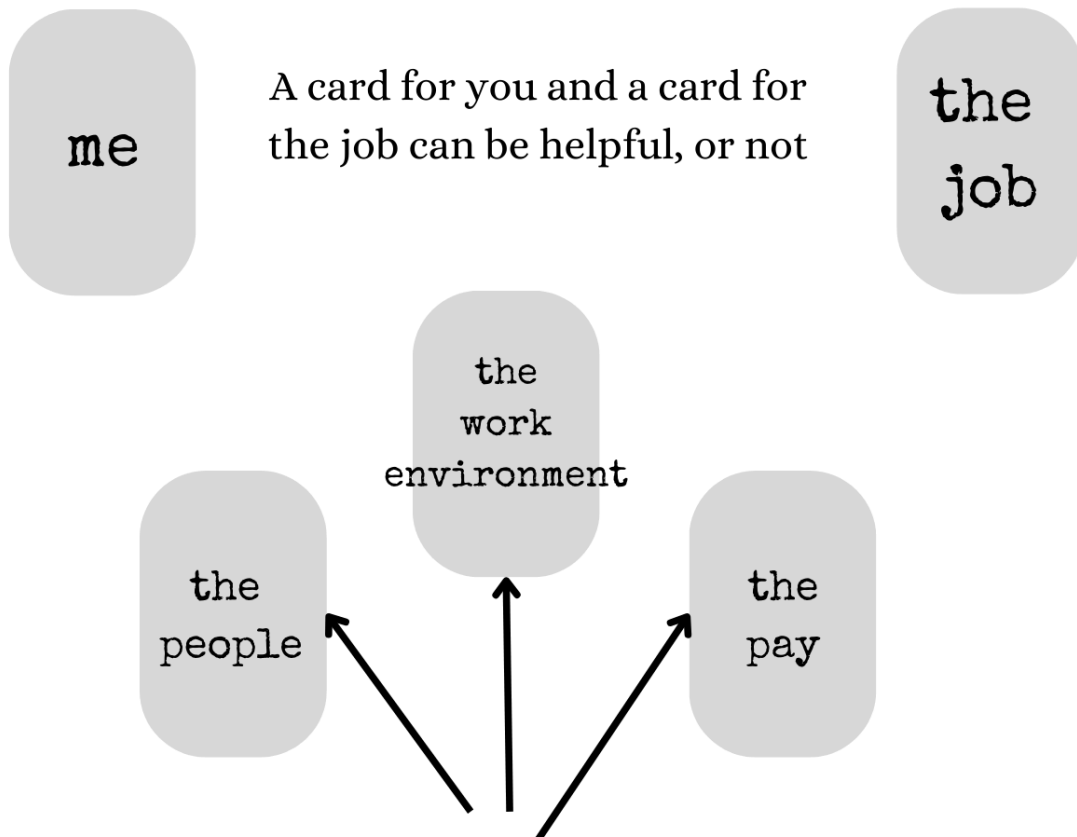 me
A card for you and a card for
the job can be helpful, or not
the
job
the
work
environment
the
people
the
pay